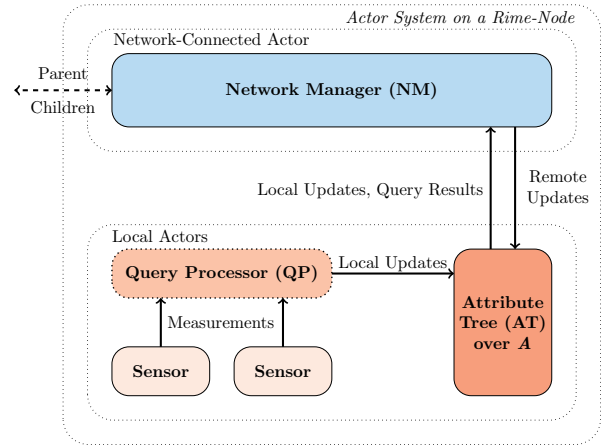 Actor System on a Rime-Node
Network-Connected Actor
Parent
Children
Network Manager (NM)
Local Updates, Query Results
Remote
Updates
Local Actors
Query Processor (QP)
Local Updates
Attribute
Tree (AT)
over A
Measurements
Sensor
Sensor